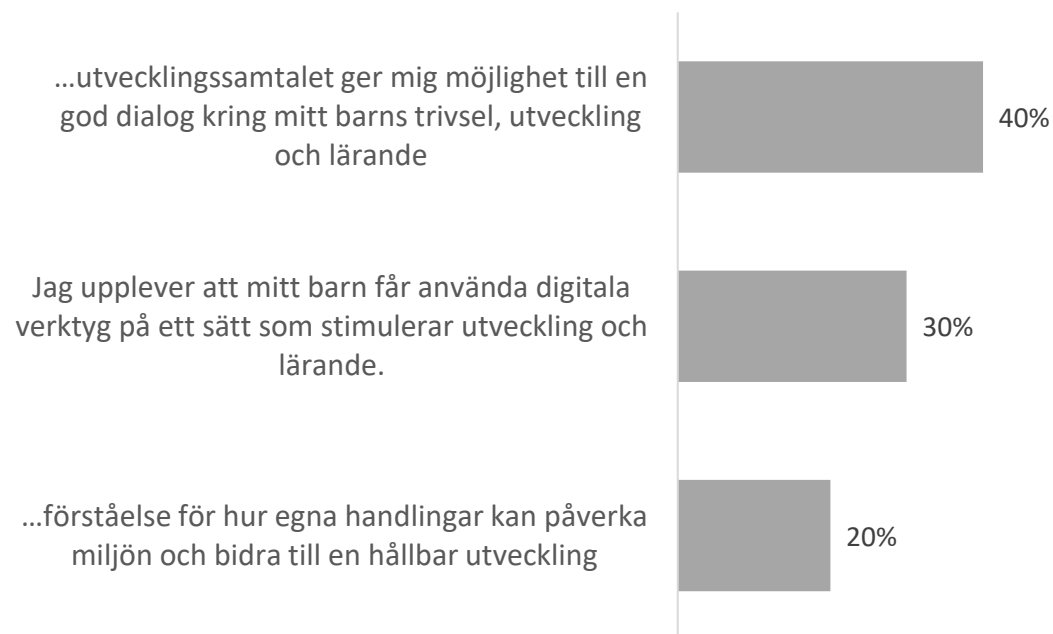 ...utvecklingssamtalet ger mig möjlighet till en
god dialog kring mitt barns trivsel, utveckling
och lärande
40%
Jag upplever att mitt barn får använda digitala
verktyg på ett sätt som stimulerar utveckling och
lärande.
30%
...förståelse för hur egna handlingar kan påverka
miljön och bidra till en hållbar utveckling
20%